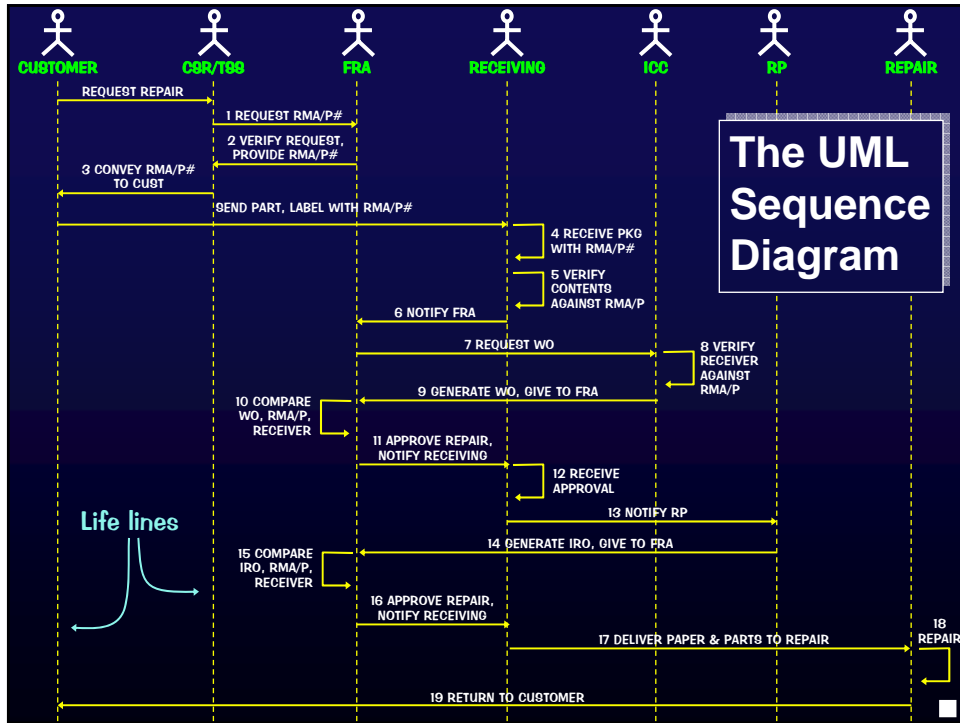 CUSTOMER
CSR/TSS
FRA
RECEIVING
ICC
RP
REPAIR
REQUEST REPAIR
1 REQUEST RMA/P#
2 VERIFY REQUEST,
PROVIDE RMA/P#
3 CONVEY RMA/P#
TO CUST
SEND PART, LABEL WITH RMA/P#
The UML
Sequence
Diagram
4 RECEIVE PKG
WITH RMA/P#
5 VERIFY
CONTENTS
AGAINST RMA/P
6 NOTIFY FRA
7 REQUEST WO
8 VERIFY
RECEIVER
AGAINST
RMA/P
9 GENERATE WO, GIVE TO FRA
10 COMPARE
WO, RMA/P,
RECEIVER
11 APPROVE REPAIR,
NOTIFY RECEIVING
12 RECEIVE
APPROVAL
13 NOTIFY RP
Life lines
14 GENERATE IRO, GIVE TO FRA
15 COMPARE
IRO, RMA/P,
RECEIVER
16 APPROVE REPAIR,
NOTIFY RECEIVING
17 DELIVER PAPER & PARTS TO REPAIR
18
REPAIR
19 RETURN TO CUSTOMER